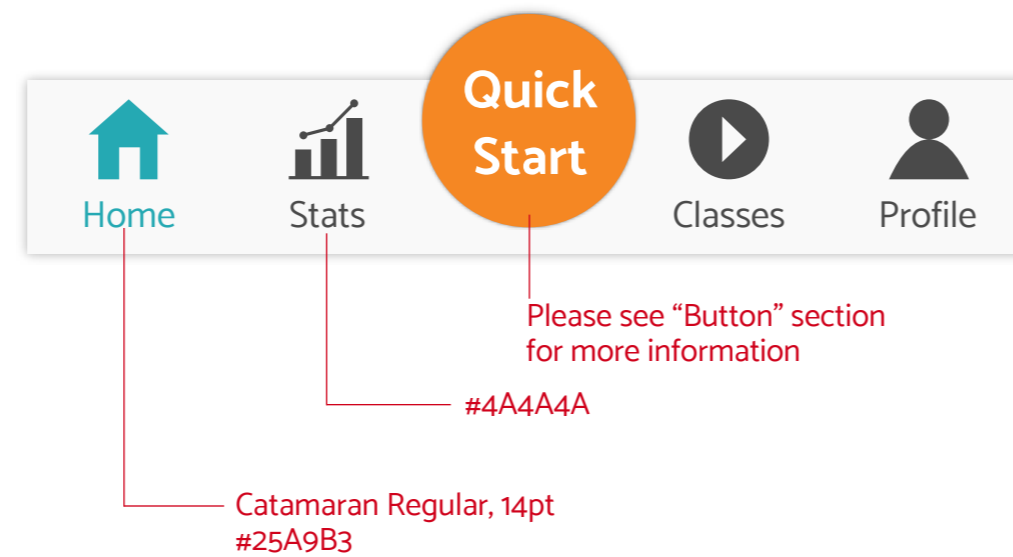 Quick
Start
Home
Stats
Classes
Profile
Please see “Button” section
for more information
#4A4A4A
Catamaran Regular, 14pt
#25A9B3